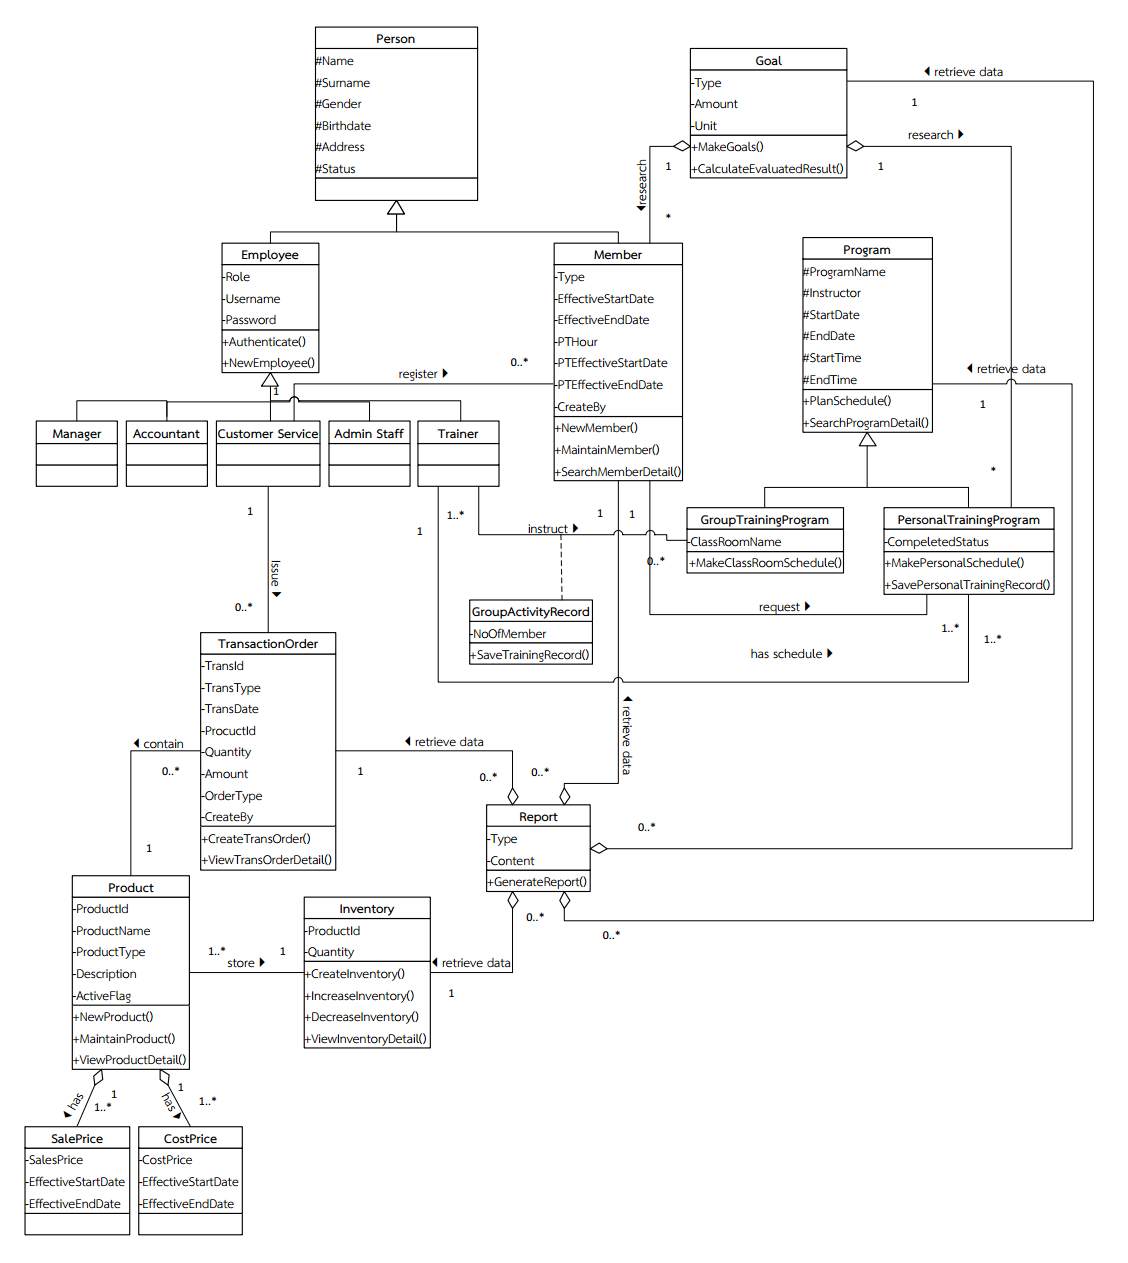 Person
#Name
#Surname
#Gender
#Birthdate
#Address
#Status
Goal
-Type
-Amount
-Unit
+MakeGoals()
+CalculateEvaluatedResult()
retrieve data
1
research
1
1
research
*
Employee
-Role
-Username
-Password
+Authenticate()
+NewEmployee()
1
register
0..*
Member
-Type
-EffectiveStartDate
-EffectiveEndDate
-PTHour
-PTEffectiveStartDate
-PTEffectiveEndDate
-CreateBy
+NewMember()
+MaintainMember()
+SearchMemberDetail()
Program
#ProgramName
#Instructor
#StartDate
#EndDate
#StartTime
#EndTime
+PlanSchedule()
+SearchProgramDetail()
retrieve data
1
*
Manager
Accountant
Customer Service
Admin Staff
Trainer
1
1
1..*
instruct
1
1
0..*
GroupTrainingProgram
-ClassRoomName
+MakeClassRoomSchedule()
PersonalTrainingProgram
-CompeletedStatus
+MakePersonalSchedule()
+SavePersonalTrainingRecord()
Issue
0..*
GroupActivityRecord
-NoOfMember
+SaveTrainingRecord()
request
1..*
1..*
has schedule
TransactionOrder
-TransId
-TransType
-TransDate
-ProcuctId
-Quantity
-Amount
-OrderType
-CreateBy
+CreateTransOrder()
+ViewTransOrderDetail()
contain
0..*
1
retrieve data
1
0..*
0..*
retrieve data
Report
-Type
-Content
+GenerateReport()
0..*
0..*
0..*
Product
-ProductId
-ProductName
-ProductType
-Description
-ActiveFlag
+NewProduct()
+MaintainProduct()
+ViewProductDetail()
1..*
1
store
Inventory
-ProductId
-Quantity
+CreateInventory()
+IncreaseInventory()
+DecreaseInventory()
+ViewInventoryDetail()
retrieve data
1
has
1
1..*
has
1
1..*
SalePrice
-SalesPrice
-EffectiveStartDate
-EffectiveEndDate
CostPrice
-CostPrice
-EffectiveStartDate
-EffectiveEndDate